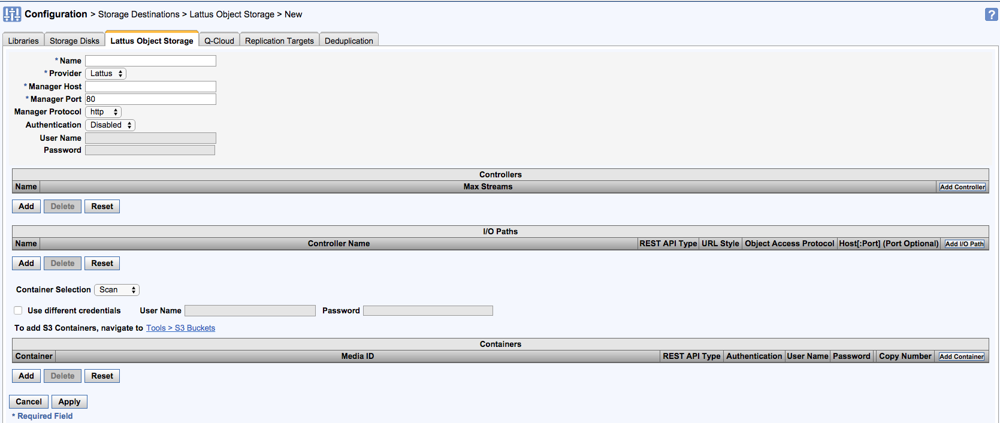 Configuration > Storage Destinations > Lattus Object Storage > New
?
Libraries Storage Disks Lattus Object Storage Q-Cloud Replication Targets Deduplication
* Name
* Provider Lattus
* Manager Host
* Manager Port 80
Manager Protocol http
Authentication Disabled
User Name
Password
Controllers
Name Max Streams Add Controller
Add Delete Reset
I/O Paths
Name Controller Name REST API Type URL Style Object Access Protocol Host[:Port] (Port Optional) Add I/O Path
Add Delete Reset
Container Selection Scan
Use different credentials User Name Password
To add S3 Containers, navigate to Tools > S3 Buckets
Containers
Container Media ID REST API Type Authentication User Name Password Copy Number Add Container
Add Delete Reset
Cancel Apply
* Required Field